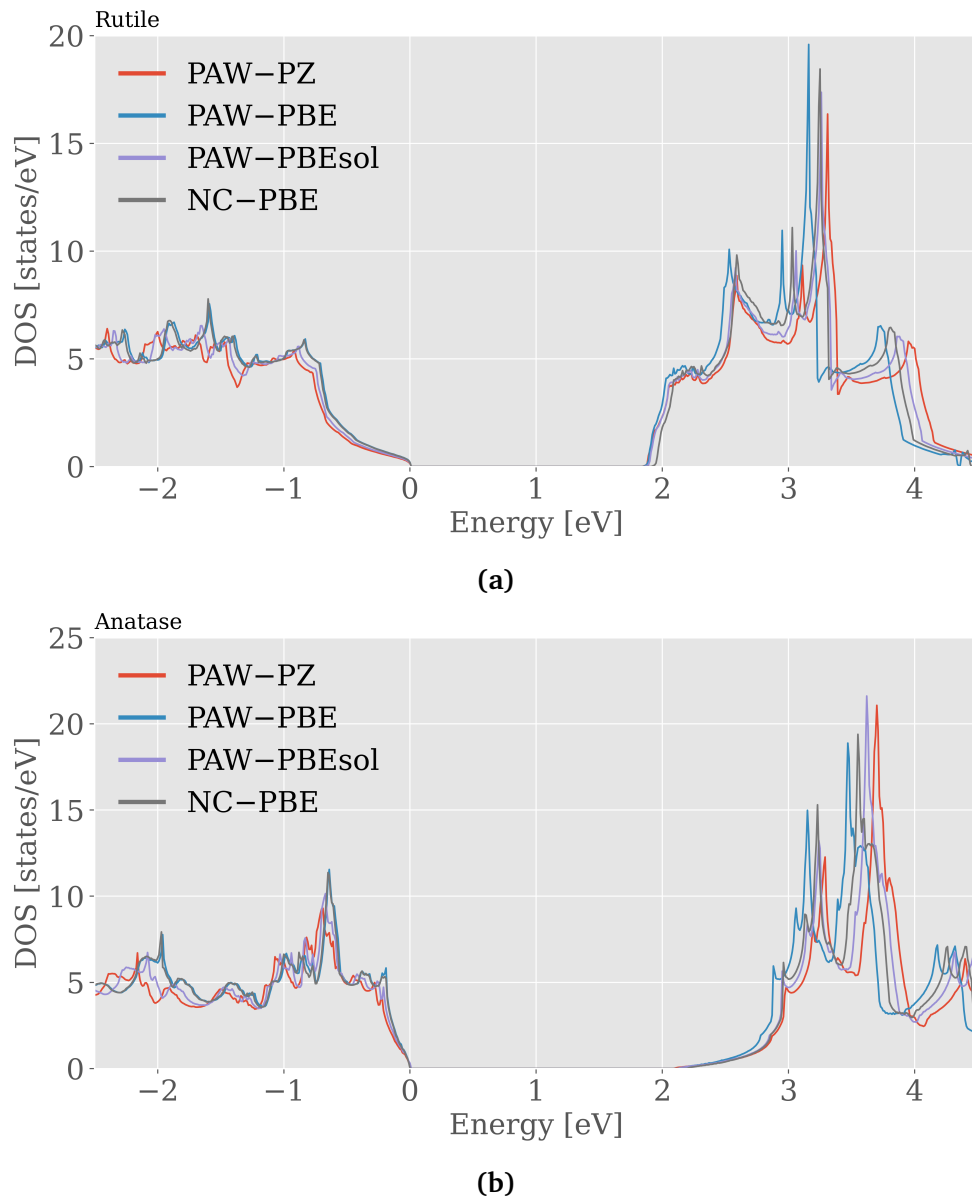 Rutile
20
15
10
5
0
DOS [states/eV]
PAW−PZ
PAW−PBE
PAW−PBEsol
NC−PBE
−2 −1 0 1 2 3 4
Energy [eV]
(a)
Anatase
25
20
15
10
5
0
DOS [states/eV]
PAW−PZ
PAW−PBE
PAW−PBEsol
NC−PBE
−2 −1 0 1 2 3 4
Energy [eV]
(b)